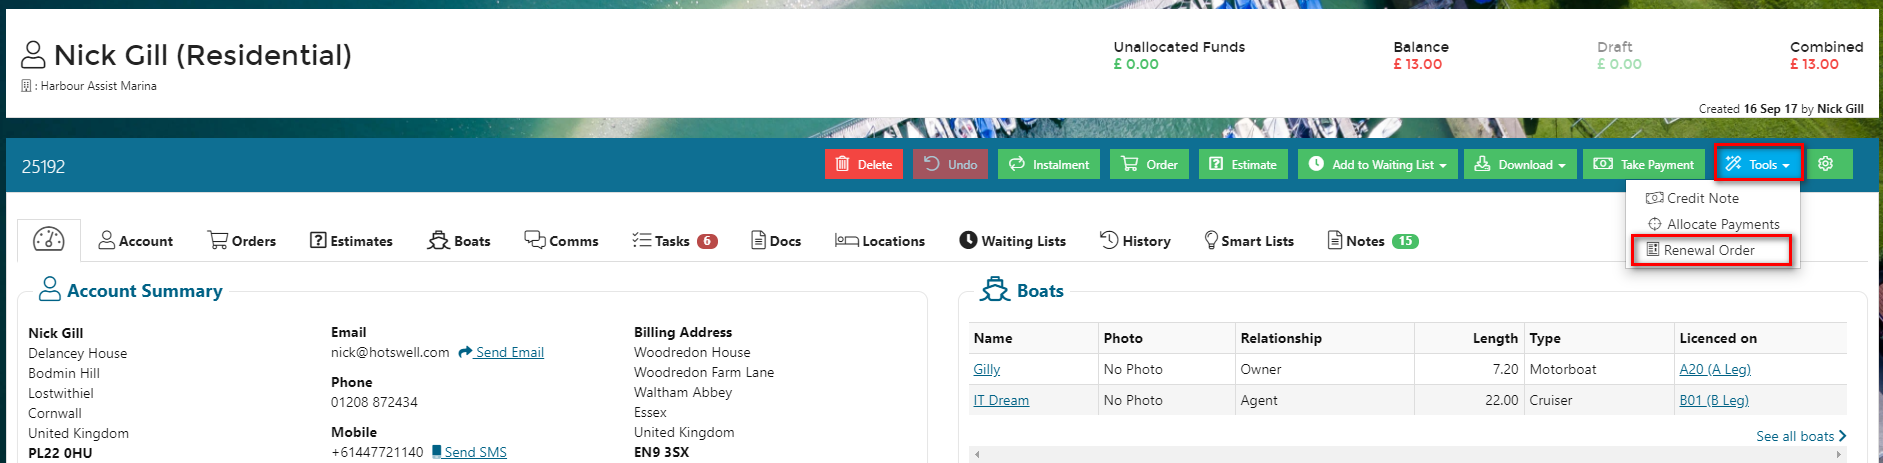 Nick Gill (Residential)
: Harbour Assist Marina
Unallocated Funds
£ 0.00
Balance
£ 13.00
Draft
£ 0.00
Combined
£ 13.00
Created 16 Sep 17 by Nick Gill
25192
Delete
Undo
Instalment
Order
Estimate
Add to Waiting List
Download
Take Payment
Tools
Credit Note
Allocate Payments
Renewal Order
Account
Orders
Estimates
Boats
Comms
Tasks 6
Docs
Locations
Waiting Lists
History
Smart Lists
Notes 15
Account Summary
Nick Gill
Delancey House
Bodmin Hill
Lostwithiel
Cornwall
United Kingdom
PL22 0HU
Email
nick@hotswell.com Send Email
Phone
01208 872434
Mobile
+61447721140 Send SMS
Billing Address
Woodredon House
Woodredon Farm Lane
Waltham Abbey
Essex
United Kingdom
EN9 3SX
Boats
Name Photo Relationship Length Type Licenced on
Gilly No Photo Owner 7.20 Motorboat A20 (A Leg)
IT Dream No Photo Agent 22.00 Cruiser B01 (B Leg)
See all boats